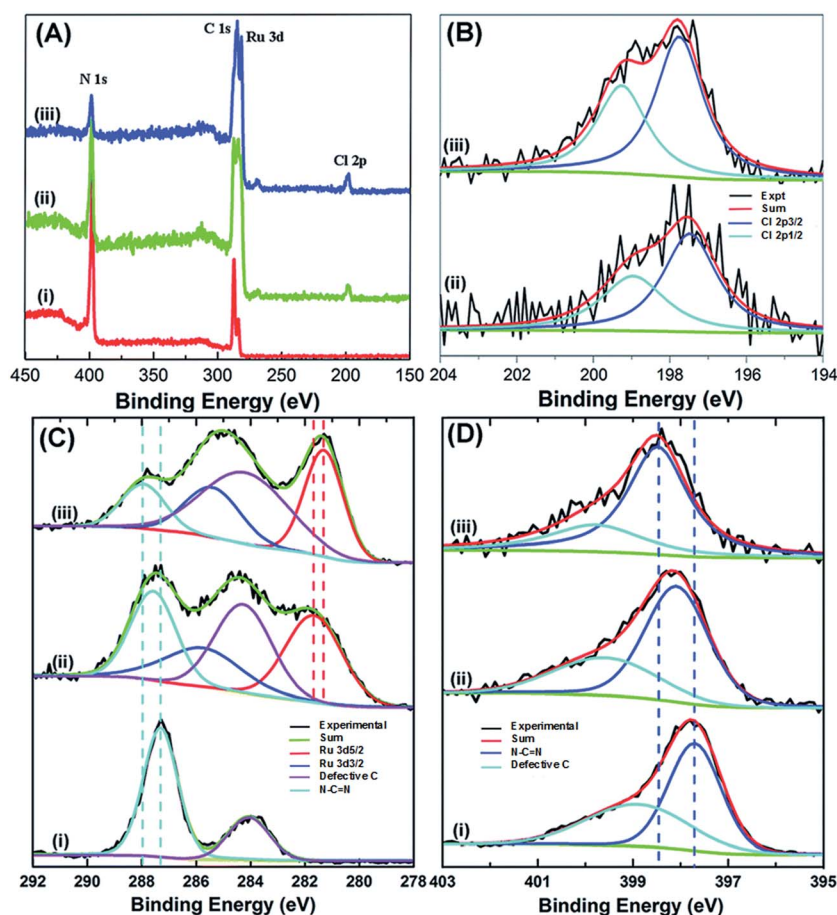 (A)
C 1s
Ru 3d
N 1s
(iii)
Cl 2p
(ii)
(i)
450 400 350 300 250 200 150
Binding Energy (eV)
(B)
(iii)
Expt
Sum
Cl 2p3/2
Cl 2p1/2
(ii)
204 202 200 198 196 194
Binding Energy (eV)
(C)
(iii)
(ii)
Experimental
Sum
Ru 3d5/2
Ru 3d3/2
Defective C
N-C=N
(i)
292 290 288 286 284 282 280 278
Binding Energy (eV)
(D)
(iii)
(ii)
Experimental
Sum
N-C=N
Defective C
(i)
403 401 399 397 395
Binding Energy (eV)